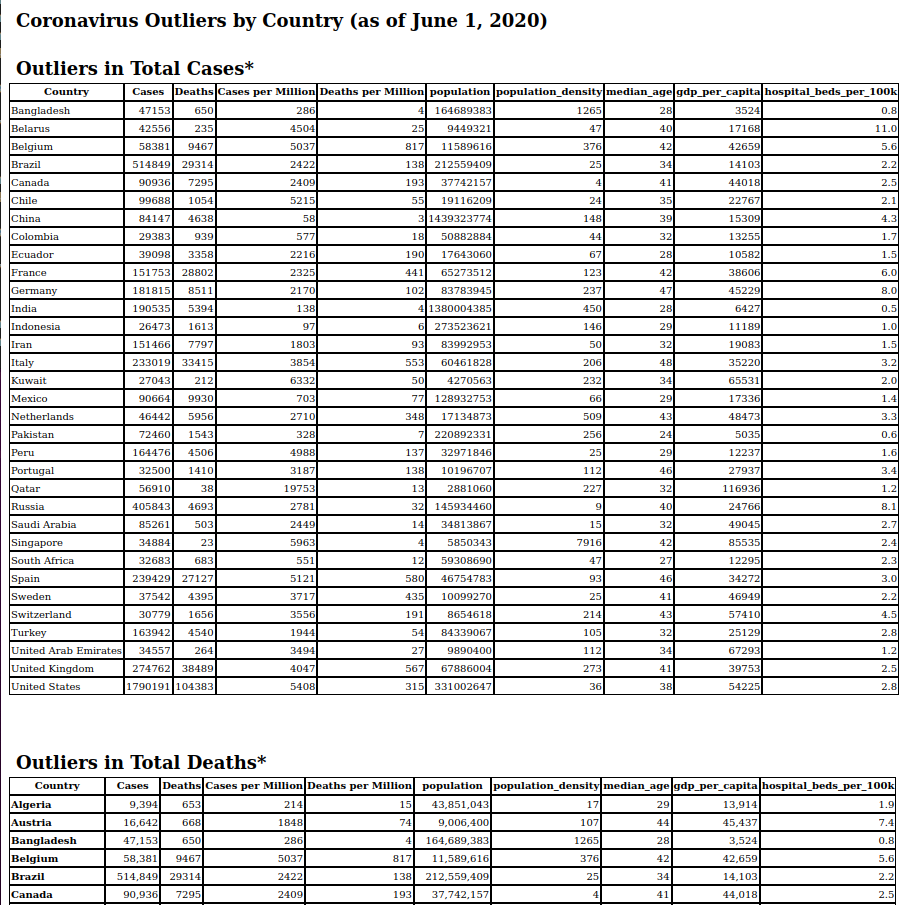 Coronavirus Outliers by Country (as of June 1, 2020)
Outliers in Total Cases*
Country Cases Deaths Cases per Million Deaths per Million population population_density median_age gdp_per_capita hospital_beds_per_100k
Bangladesh 47153 650 286 4 164689383 1265 28 3524 0.8
Belarus 42556 235 4504 25 9449321 47 40 17168 11.0
Belgium 58381 9467 5037 817 11589616 376 42 42659 5.6
Brazil 514849 29314 2422 138 212559409 25 34 14103 2.2
Canada 90936 7295 2409 193 37742157 4 41 44018 2.5
Chile 99688 1054 5215 55 19116209 24 35 22767 2.1
China 84147 4638 58 3 1439323774 148 39 15309 4.3
Colombia 29383 939 577 18 50882884 44 32 13255 1.7
Ecuador 39098 3358 2216 190 17643060 67 28 10582 1.5
France 151753 28802 2325 441 65273512 123 42 38606 6.0
Germany 181815 8511 2170 102 83783945 237 47 45229 8.0
India 190535 5394 138 4 1380004385 450 28 6427 0.5
Indonesia 26473 1613 97 6 273523621 146 29 11189 1.0
Iran 151466 7797 1803 93 83992953 50 32 19083 1.5
Italy 233019 33415 3854 553 60461828 206 48 35220 3.2
Kuwait 27043 212 6332 50 4270563 232 34 65531 2.0
Mexico 90664 9930 703 77 128932753 66 29 17336 1.4
Netherlands 46442 5956 2710 348 17134873 509 43 48473 3.3
Pakistan 72460 1543 328 7 220892331 256 24 5035 0.6
Peru 164476 4506 4988 137 32971846 25 29 12237 1.6
Portugal 32500 1410 3187 138 10196707 112 46 27937 3.4
Qatar 56910 38 19753 13 2881060 227 32 116936 1.2
Russia 405843 4693 2781 32 145934460 9 40 24766 8.1
Saudi Arabia 85261 503 2449 14 34813867 15 32 49045 2.7
Singapore 34884 23 5963 4 5850343 7916 42 85535 2.4
South Africa 32683 683 551 12 59308690 47 27 12295 2.3
Spain 239429 27127 5121 580 46754783 93 46 34272 3.0
Sweden 37542 4395 3717 435 10099270 25 41 46949 2.2
Switzerland 30779 1656 3556 191 8654618 214 43 57410 4.5
Turkey 163942 4540 1944 54 84339067 105 32 25129 2.8
United Arab Emirates 34557 264 3494 27 9890400 112 34 67293 1.2
United Kingdom 274762 38489 4047 567 67886004 273 41 39753 2.5
United States 1790191 104383 5408 315 331002647 36 38 54225 2.8
Outliers in Total Deaths*
Country Cases Deaths Cases per Million Deaths per Million population population_density median_age gdp_per_capita hospital_beds_per_100k
Algeria 9,394 653 214 15 43,851,043 17 29 13,914 1.9
Austria 16,642 668 1848 74 9,006,400 107 44 45,437 7.4
Bangladesh 47,153 650 286 4 164,689,383 1265 28 3,524 0.8
Belgium 58,381 9467 5037 817 11,589,616 376 42 42,659 5.6
Brazil 514,849 29314 2422 138 212,559,409 25 34 14,103 2.2
Canada 90,936 7295 2409 193 37,742,157 4 41 44,018 2.5